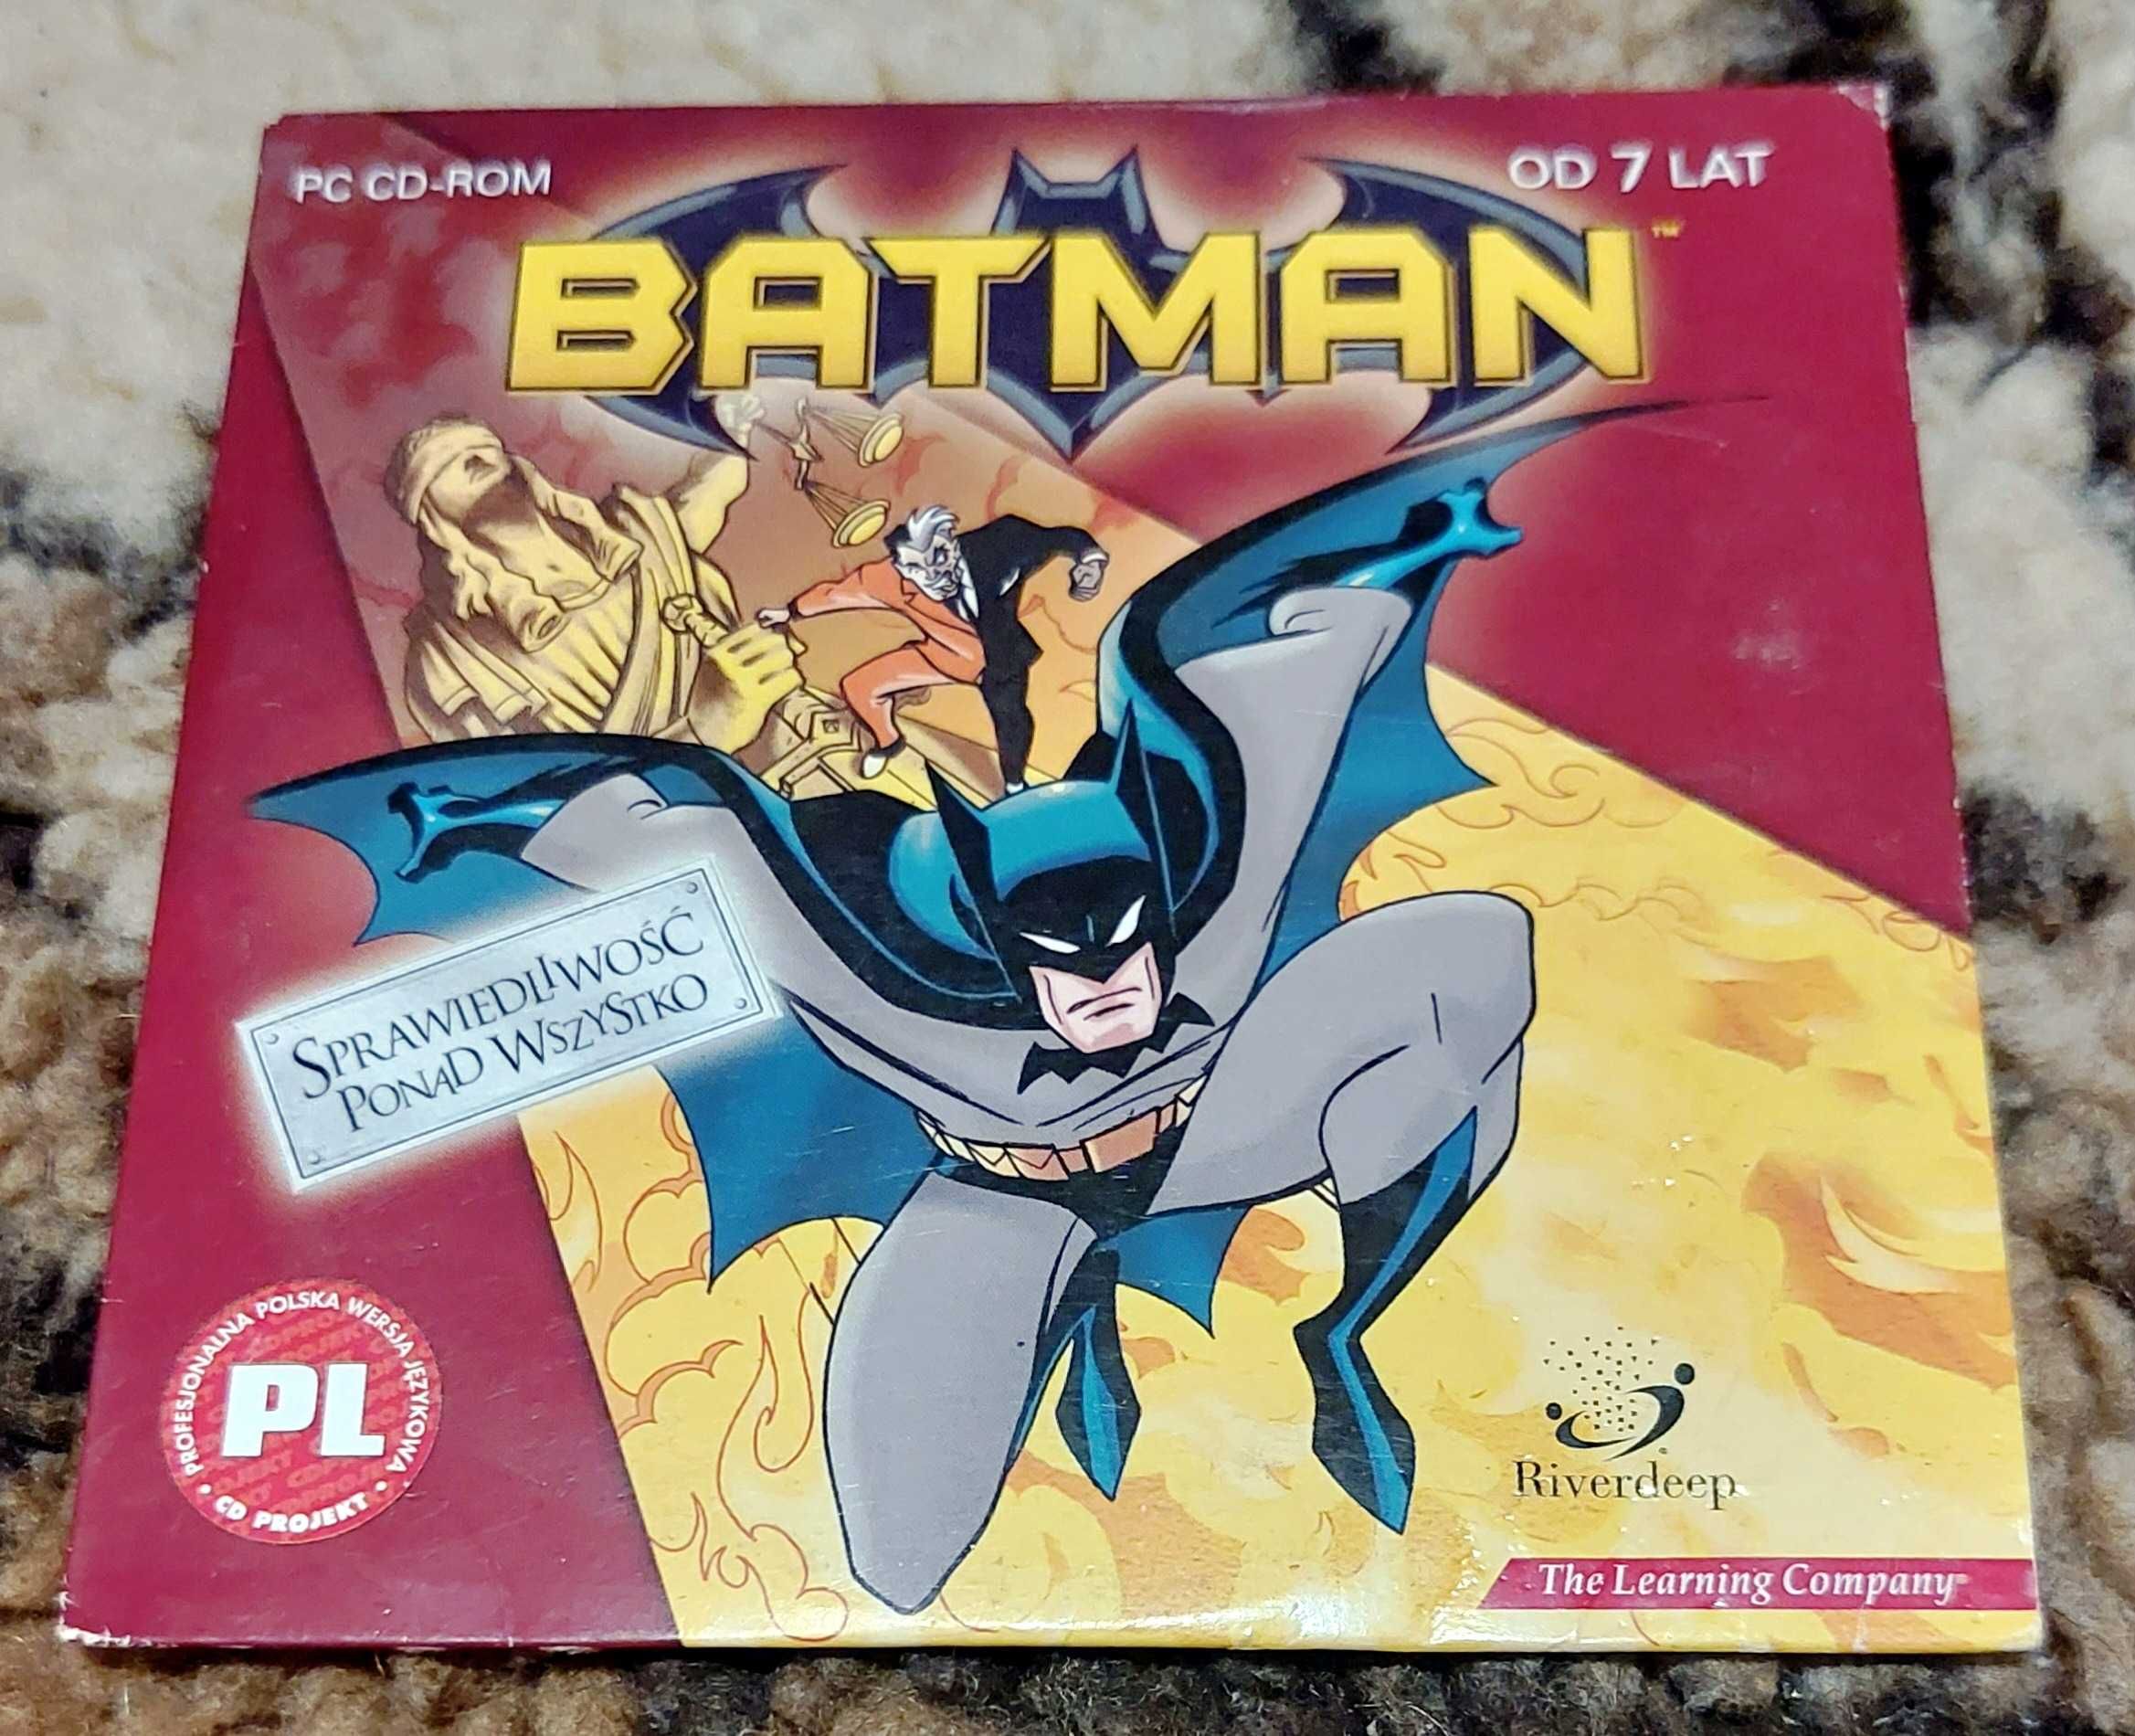 PC CD-ROM
OD 7 LAT
BATMAN™
SPRAWIEDLIWOŚĆ
PONAD WSZYSTKO
PROFESJONALNA POLSKA WERSJA JĘZYKOWA
PL
• CD PROJEKT •
Riverdeep
The Learning Company®